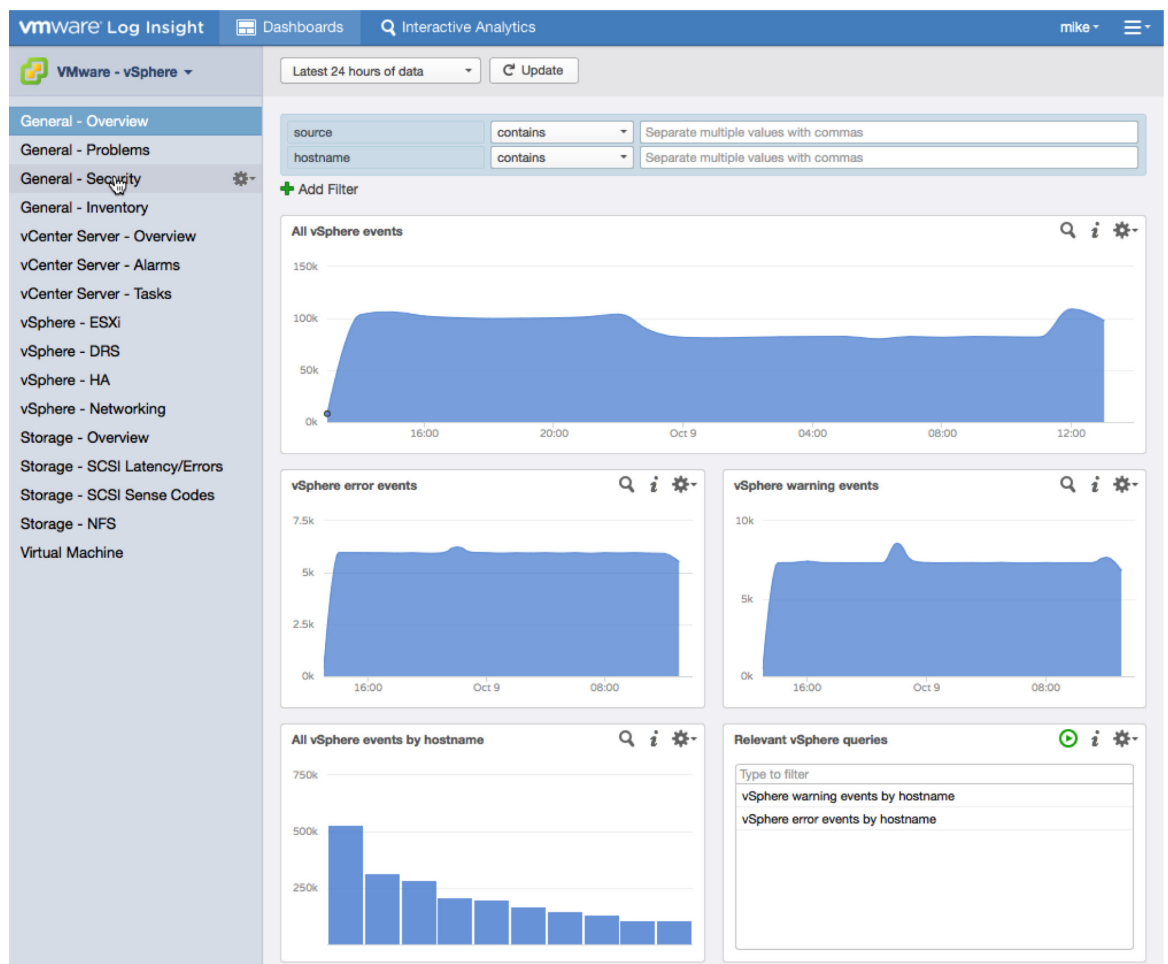 vmware Log Insight Dashboards Interactive Analytics mike
VMware - vSphere
General - Overview
General - Problems
General - Security
General - Inventory
vCenter Server - Overview
vCenter Server - Alarms
vCenter Server - Tasks
vSphere - ESXi
vSphere - DRS
vSphere - HA
vSphere - Networking
Storage - Overview
Storage - SCSI Latency/Errors
Storage - SCSI Sense Codes
Storage - NFS
Virtual Machine
Latest 24 hours of data Update
source contains Separate multiple values with commas
hostname contains Separate multiple values with commas
Add Filter
All vSphere events
150k
100k
50k
0k
16:00 20:00 Oct 9 04:00 08:00 12:00
vSphere error events
7.5k
5k
2.5k
0k
16:00 Oct 9 08:00
vSphere warning events
10k
5k
0k
16:00 Oct 9 08:00
All vSphere events by hostname
750k
500k
250k
Relevant vSphere queries
Type to filter
vSphere warning events by hostname
vSphere error events by hostname